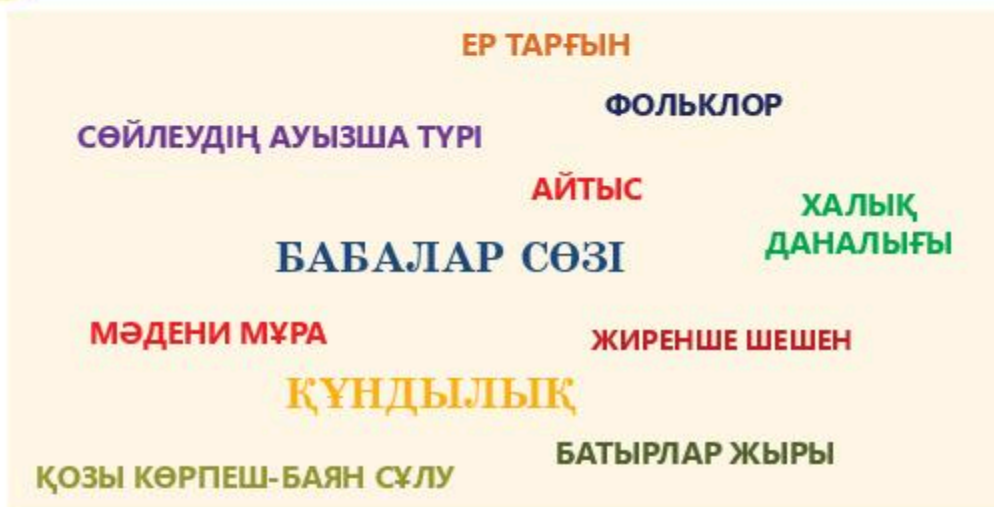 ЕР ТАРҒЫН
ФОЛЬКЛОР
СӨЙЛЕУДІҢ АУЫЗША ТҮРІ
АЙТЫС
ХАЛЫҚ
ДАНАЛЫҒЫ
БАБАЛАР СӨЗІ
МӘДЕНИ МҰРА
ЖИРЕНШЕ ШЕШЕН
ҚҰНДЫЛЫҚ
БАТЫРЛАР ЖЫРЫ
ҚОЗЫ КӨРПЕШ-БАЯН СҰЛУ